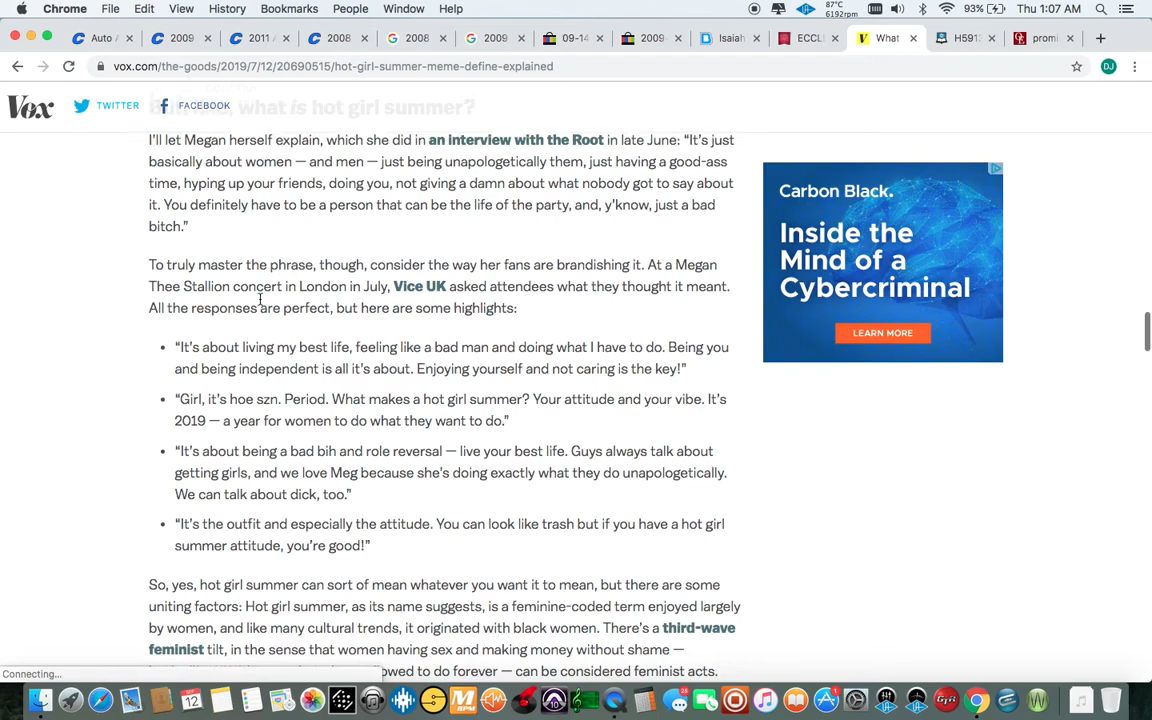 Chrome File Edit View History Bookmarks People Window Help 87°C 6192rpm 93% Thu 1:07 AM
Auto A 2009 2011 A 2008 2008 2009 09-14 2009 Isaiah ECCLI What H591 promi
vox.com/the-goods/2019/7/12/20690515/hot-girl-summer-meme-define-explained DJ
Vox TWITTER FACEBOOK
what is hot girl summer?
I'll let Megan herself explain, which she did in an interview with the Root in late June: “It's just
basically about women — and men — just being unapologetically them, just having a good-ass
time, hyping up your friends, doing you, not giving a damn about what nobody got to say about
it. You definitely have to be a person that can be the life of the party, and, y'know, just a bad
bitch.”
To truly master the phrase, though, consider the way her fans are brandishing it. At a Megan
Thee Stallion concert in London in July, Vice UK asked attendees what they thought it meant.
All the responses are perfect, but here are some highlights:
• “It's about living my best life, feeling like a bad man and doing what I have to do. Being you
and being independent is all it's about. Enjoying yourself and not caring is the key!”
• “Girl, it's hoe szn. Period. What makes a hot girl summer? Your attitude and your vibe. It's
2019 — a year for women to do what they want to do.”
• “It's about being a bad bih and role reversal — live your best life. Guys always talk about
getting girls, and we love Meg because she's doing exactly what they do unapologetically.
We can talk about dick, too.”
• “It's the outfit and especially the attitude. You can look like trash but if you have a hot girl
summer attitude, you're good!”
So, yes, hot girl summer can sort of mean whatever you want it to mean, but there are some
uniting factors: Hot girl summer, as its name suggests, is a feminine-coded term enjoyed largely
by women, and like many cultural trends, it originated with black women. There's a third-wave
feminist tilt, in the sense that women having sex and making money without shame —
allowed to do forever — can be considered feminist acts.
Carbon Black.
Inside the
Mind of a
Cybercriminal
LEARN MORE
Connecting...